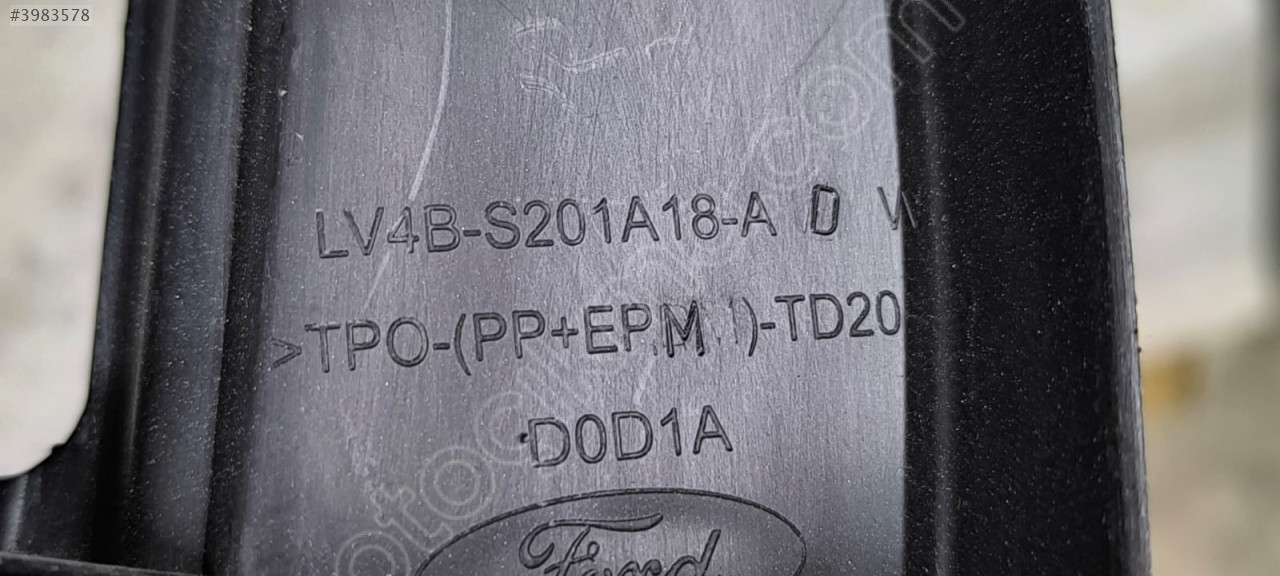 #3983578
LV4B-S201A18-A D
>TPO-(PP+EPM)-TD20
D0D1A
Ford